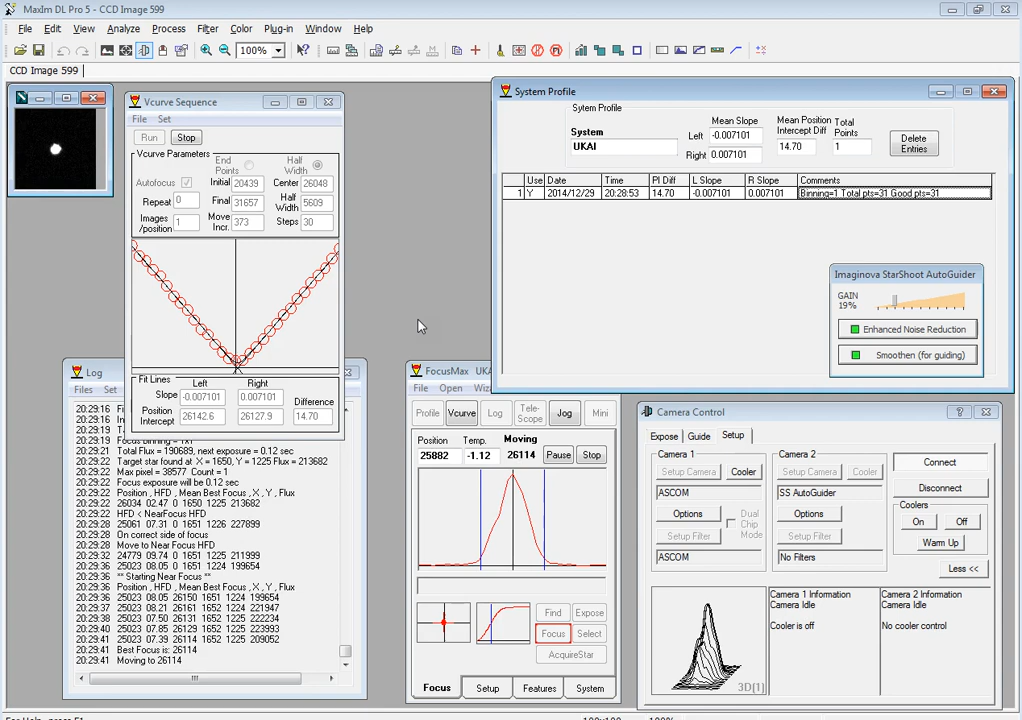 MaxIm DL Pro 5 - CCD Image 599
File Edit View Analyze Process Filter Color Plug-in Window Help
100%
CCD Image 599
Vcurve Sequence
File Set
Run Stop
Vcurve Parameters
End Points
Half Width
Autofocus
Initial 20439 Center 26048
Repeat 0 Final 31657 Half Width 5609
Images /position 1 Move Incr. 373 Steps 30
Fit Lines Left Right
Slope -0.007101 0.007101 Difference
Position Intercept 26142.6 26127.9 14.70
System Profile
Sytem Profile
System
UKAI
Mean Slope
Left -0.007101
Right 0.007101
Mean Position Intercept Diff
14.70
Total Points
1
Delete Entries
Use Date Time PI Diff L Slope R Slope Comments
1 Y 2014/12/29 20:28:53 14.70 -0.007101 0.007101 Binning=1 Total pts=31 Good pts=31
Imaginova StarShoot AutoGuider
GAIN
19%
Enhanced Noise Reduction
Smoothen (for guiding)
Log
Files Set
20:29:19
20:29:21 Total Flux = 190689, next exposure = 0.12 sec
20:29:22 Target star found at X = 1650, Y = 1225 Flux = 213682
20:29:22 Max pixel = 38577 Count = 1
20:29:22 Focus exposure will be 0.12 sec
20:29:22 Position , HFD , Mean Best Focus , X , Y , Flux
20:29:22 26034 02.47 0 1650 1225 213682
20:29:22 HFD < NearFocus HFD
20:29:28 25061 07.31 0 1651 1226 227899
20:29:28 On correct side of focus
20:29:28 Move to Near Focus HFD
20:29:32 24779 09.74 0 1651 1227 211999
20:29:36 25023 08.05 0 1651 1224 199654
20:29:36 ** Starting Near Focus **
20:29:36 Position , HFD , Mean Best Focus , X , Y , Flux
20:29:36 25023 08.05 26150 1651 1224 199654
20:29:37 25023 08.21 26161 1652 1224 221947
20:29:38 25023 07.50 26131 1652 1226 222234
20:29:40 25023 07.85 26129 1652 1226 223993
20:29:41 25023 07.39 26114 1652 1225 209052
20:29:41 Best Focus is: 26114
20:29:41 Moving to 26114
FocusMax UKA
File Open Wiz
Profile Vcurve Log Tele-Scope Jog Mini
Position Temp. Moving
25882 -1.12 26114 Pause Stop
Find Expose
Focus Select
AcquireStar
Focus Setup Features System
Camera Control
Expose Guide Setup
Camera 1 Camera 2
Setup Camera Cooler Setup Camera Cooler
ASCOM SS AutoGuider
Options Options
Dual Chip Mode
Setup Filter Setup Filter
ASCOM No Filters
Connect
Disconnect
Coolers
On Off
Warm Up
Less <<
Camera 1 Information
Camera Idle
Cooler is off
Camera 2 Information
Camera Idle
No cooler control
3D[1]